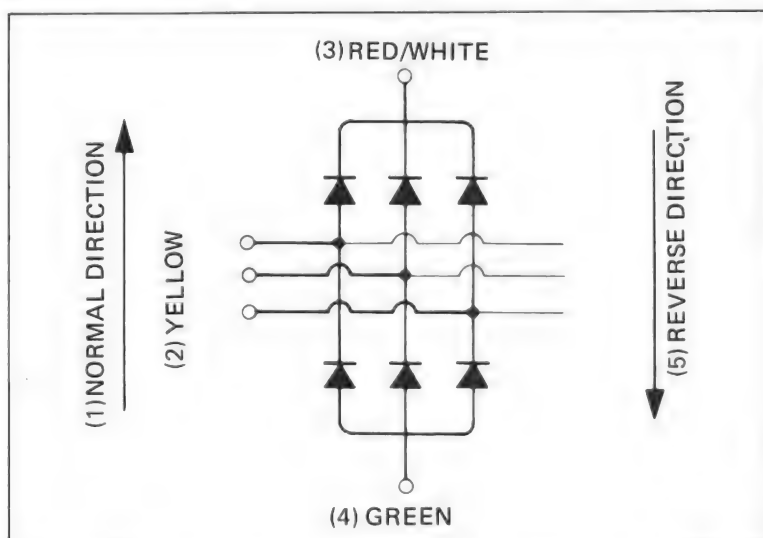 (3) RED/WHITE
(1) NORMAL DIRECTION
(2) YELLOW
(5) REVERSE DIRECTION
(4) GREEN